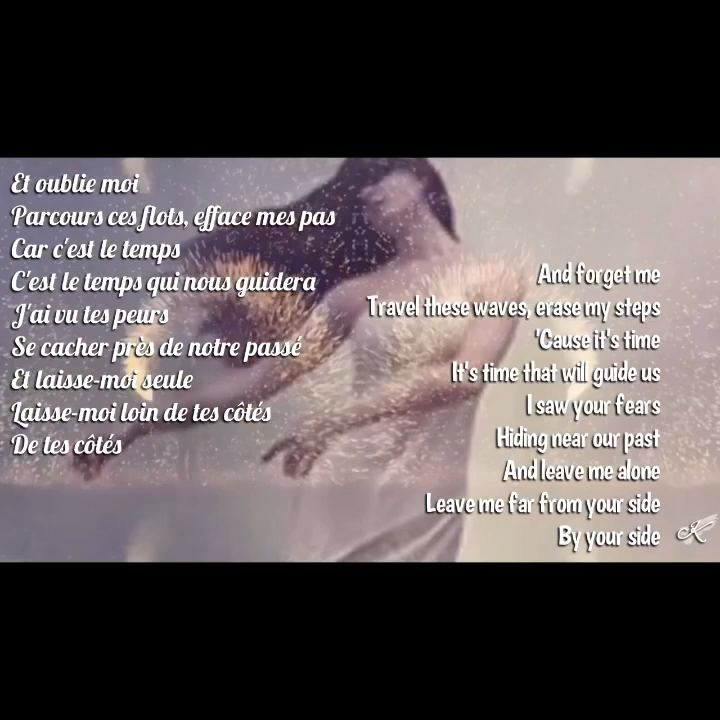 Et oublie moi
Parcours ces flots, efface mes pas
Car c'est le temps
C'est le temps qui nous guidera
J'ai vu tes peurs
Se cacher près de notre passé
Et laisse-moi seule
Laisse-moi loin de tes côtés
De tes côtés
And forget me
Travel these waves, erase my steps
'Cause it's time
It's time that will guide us
I saw your fears
Hiding near our past
And leave me alone
Leave me far from your side
By your side
K